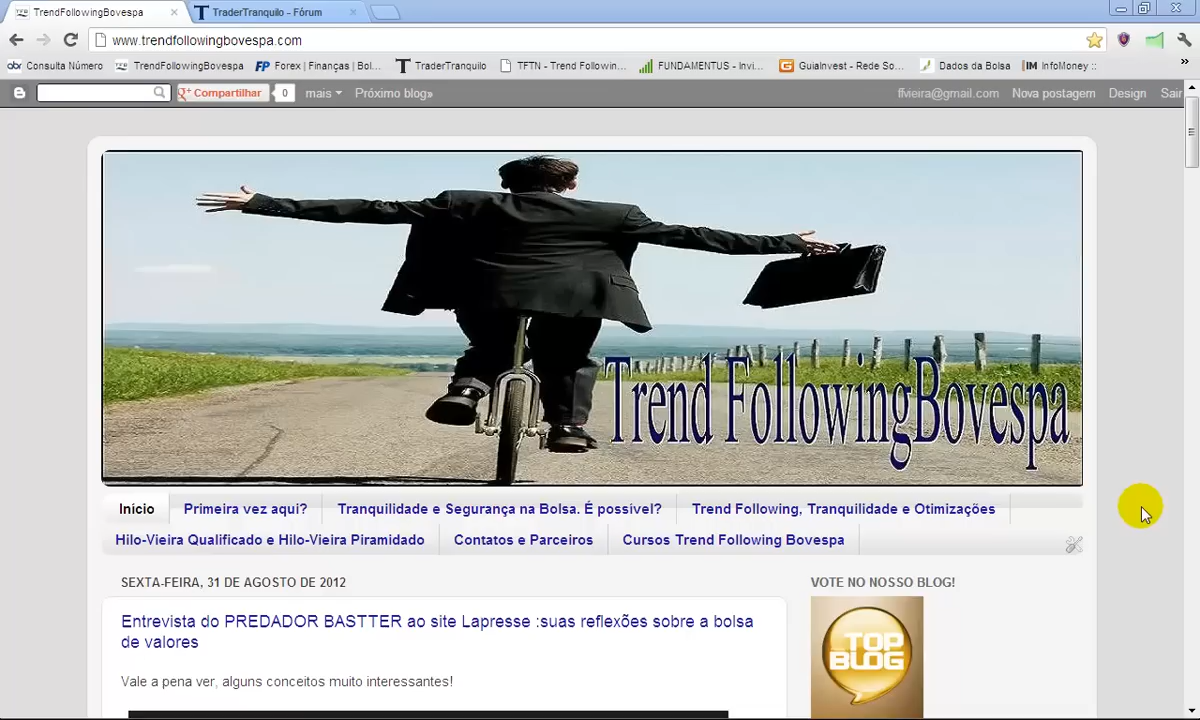 TrendFollowingBovespa
TraderTranquilo - Fórum
www.trendfollowingbovespa.com
Consulta Número
TrendFollowingBovespa
FP Forex | Finanças | Bol...
TraderTranquilo
TFTN - Trend Followin...
FUNDAMENTUS - Invi...
GuiaInvest - Rede So...
Dados da Bolsa
IM InfoMoney ::
»
Compartilhar 0 mais Próximo blog» ffvieira@gmail.com Nova postagem Design Sair
Trend FollowingBovespa
Início Primeira vez aqui? Tranquilidade e Segurança na Bolsa. É possível? Trend Following, Tranquilidade e Otimizações
Hilo-Vieira Qualificado e Hilo-Vieira Piramidado Contatos e Parceiros Cursos Trend Following Bovespa
SEXTA-FEIRA, 31 DE AGOSTO DE 2012
Entrevista do PREDADOR BASTTER ao site Lapresse :suas reflexões sobre a bolsa
de valores
Vale a pena ver, alguns conceitos muito interessantes!
VOTE NO NOSSO BLOG!
TOP
BLOG